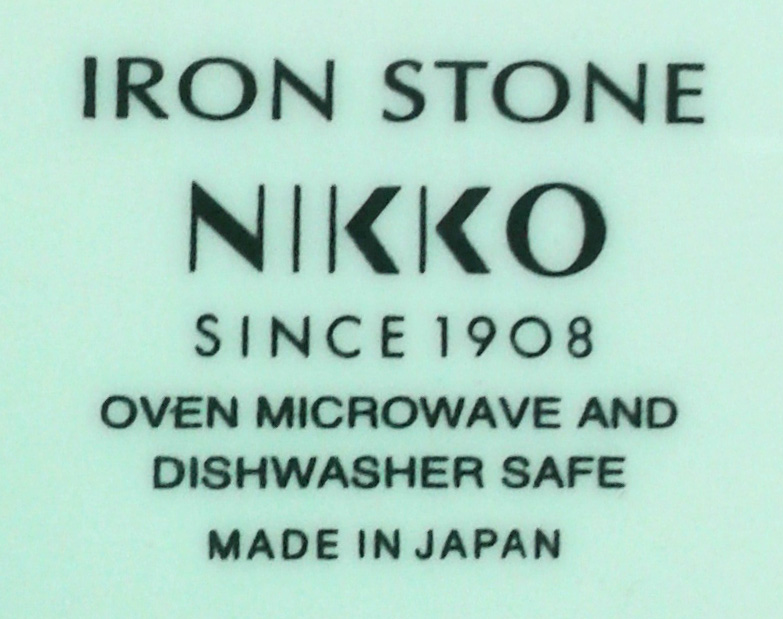 IRON STONE
NIKKO
SINCE 1908
OVEN MICROWAVE AND
DISHWASHER SAFE
MADE IN JAPAN